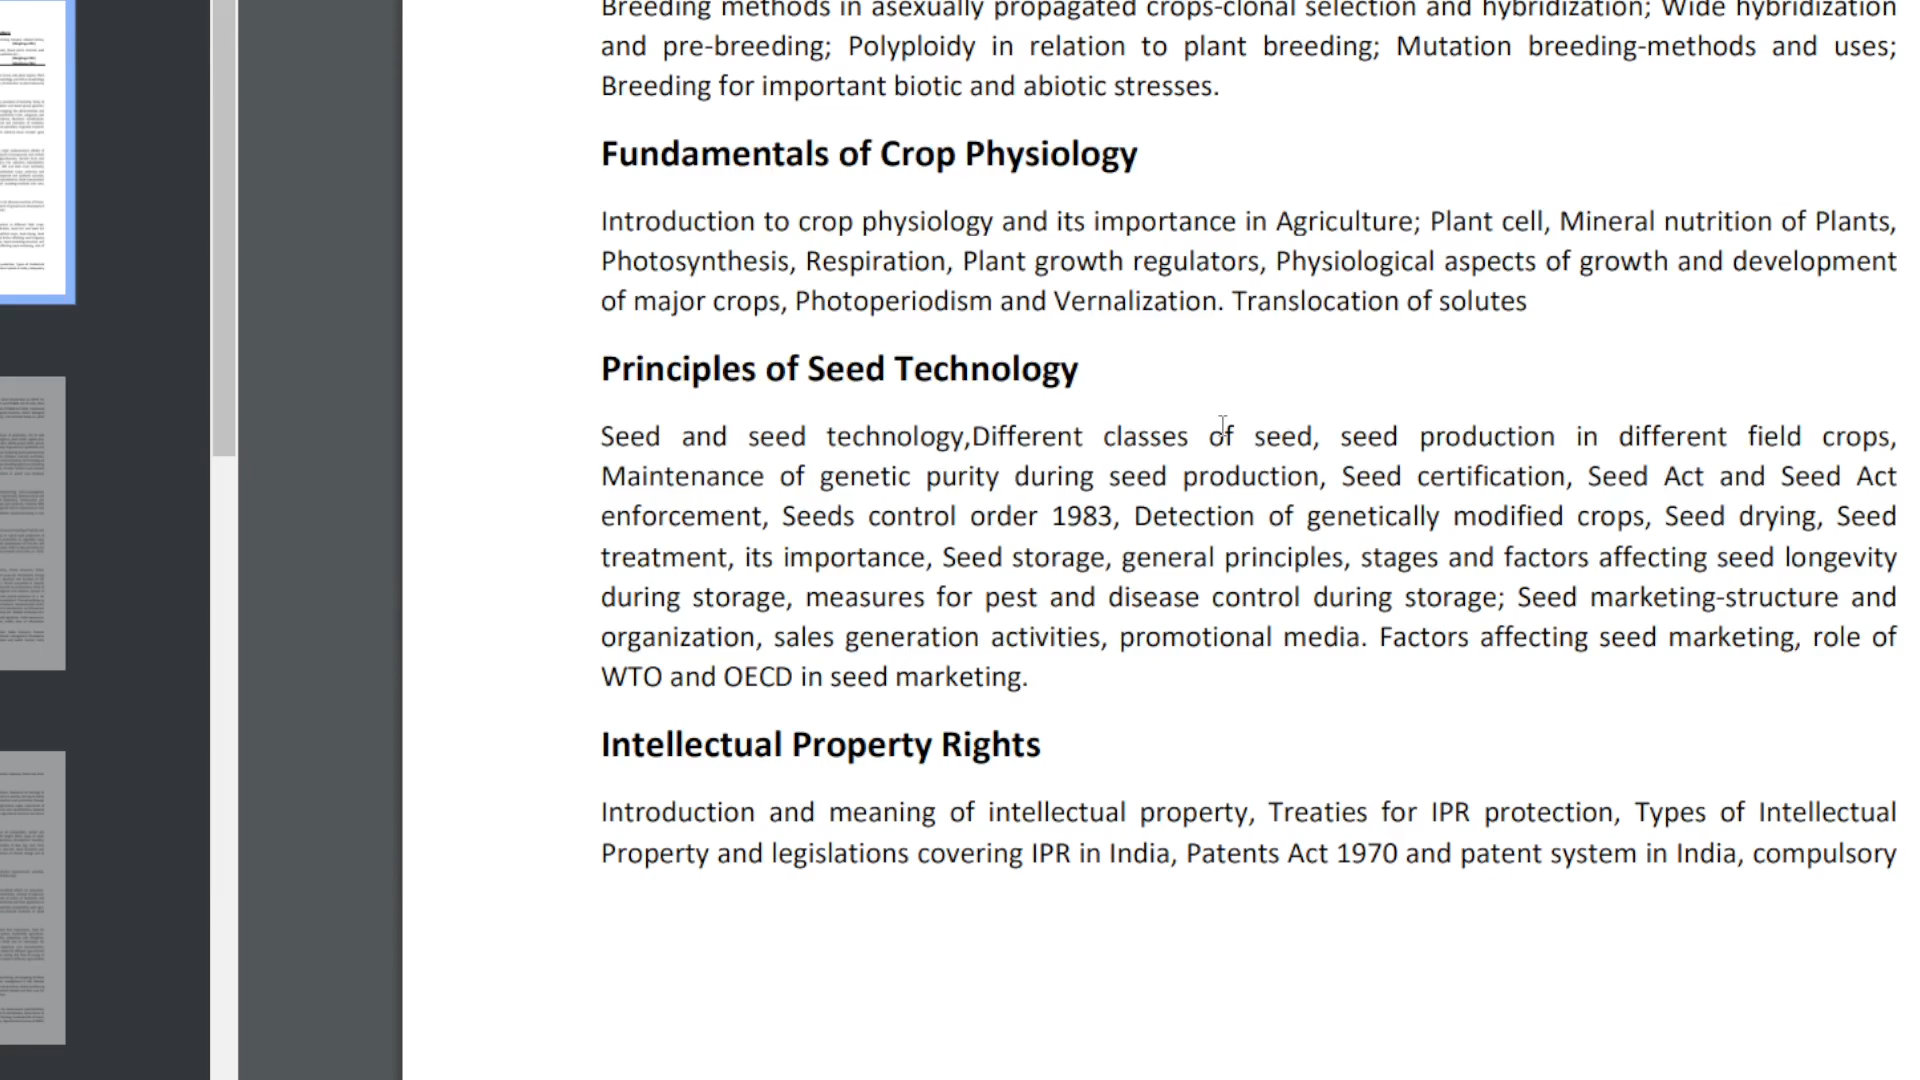 Breeding methods in asexually propagated crops-clonal selection and hybridization; Wide hybridization
and pre-breeding; Polyploidy in relation to plant breeding; Mutation breeding-methods and uses;
Breeding for important biotic and abiotic stresses.
Fundamentals of Crop Physiology
Introduction to crop physiology and its importance in Agriculture; Plant cell, Mineral nutrition of Plants,
Photosynthesis, Respiration, Plant growth regulators, Physiological aspects of growth and development
of major crops, Photoperiodism and Vernalization. Translocation of solutes
Principles of Seed Technology
Seed and seed technology,Different classes of seed, seed production in different field crops,
Maintenance of genetic purity during seed production, Seed certification, Seed Act and Seed Act
enforcement, Seeds control order 1983, Detection of genetically modified crops, Seed drying, Seed
treatment, its importance, Seed storage, general principles, stages and factors affecting seed longevity
during storage, measures for pest and disease control during storage; Seed marketing-structure and
organization, sales generation activities, promotional media. Factors affecting seed marketing, role of
WTO and OECD in seed marketing.
Intellectual Property Rights
Introduction and meaning of intellectual property, Treaties for IPR protection, Types of Intellectual
Property and legislations covering IPR in India, Patents Act 1970 and patent system in India, compulsory